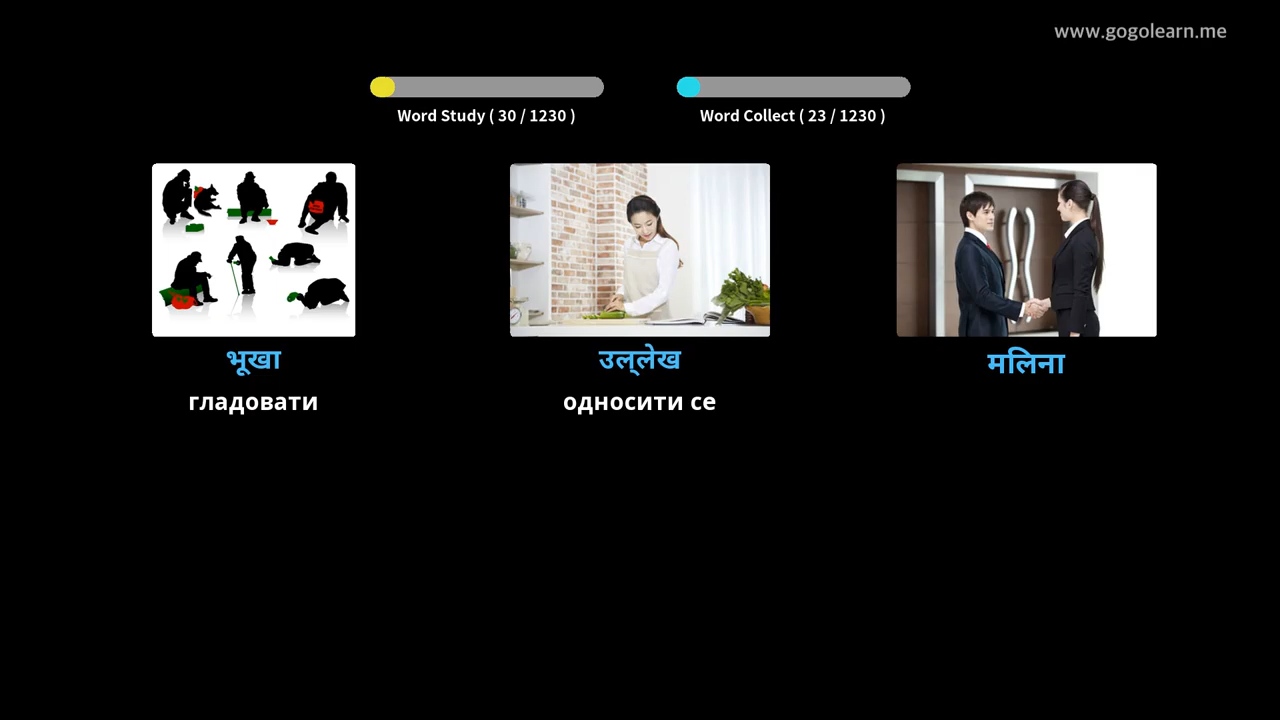 www.gogolearn.me
Word Study ( 30 / 1230 )
Word Collect ( 23 / 1230 )
भूखा
उल्‌लेख
मलिना
гладовати
односити се